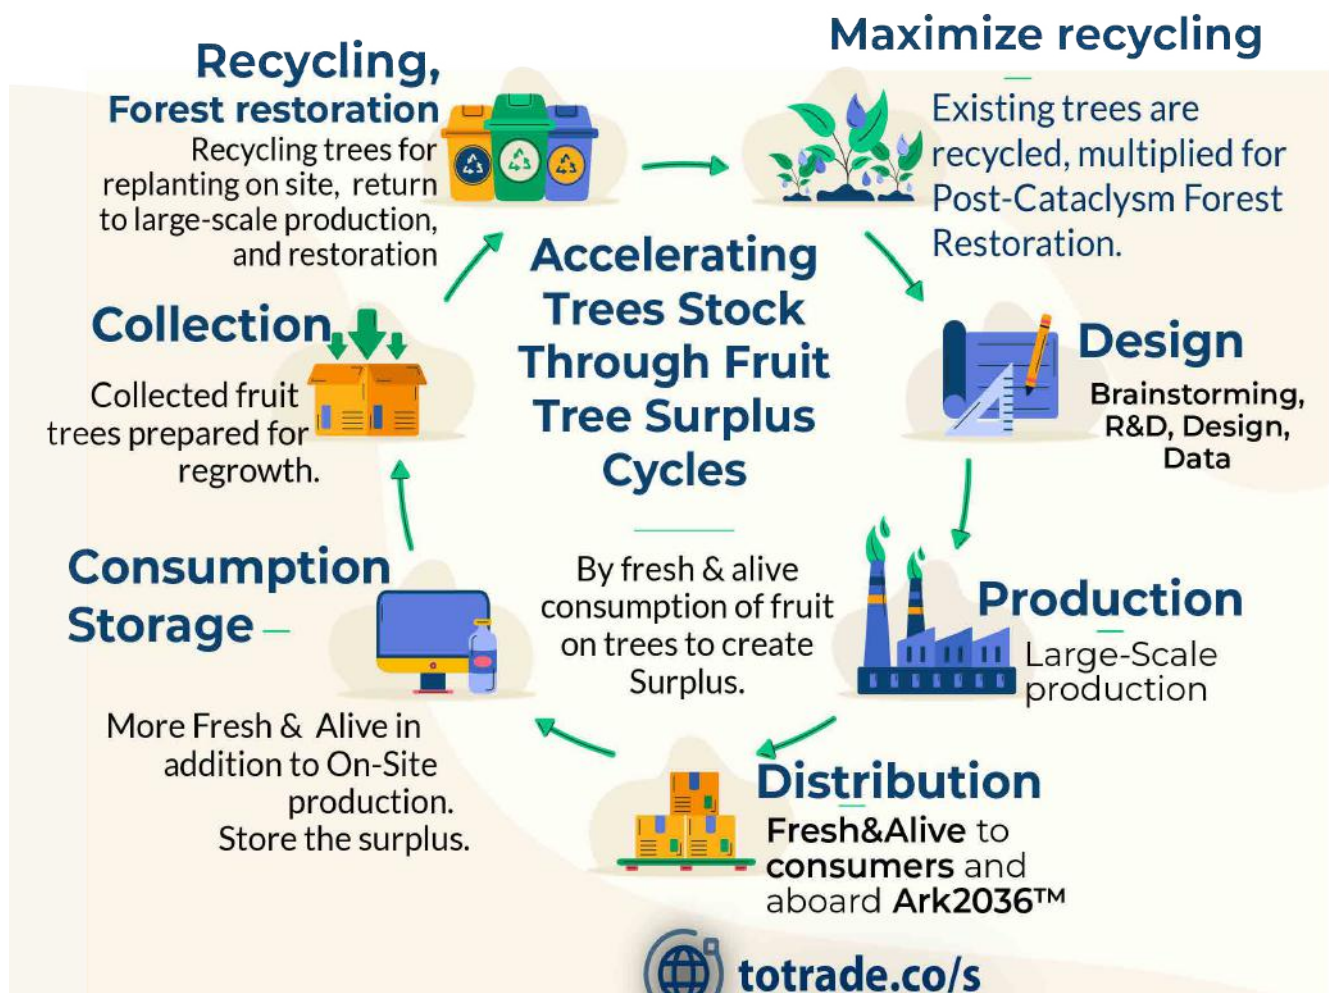 Recycling,
Forest restoration
Recycling trees for
replanting on site, return
to large-scale production,
and restoration
Maximize recycling
Existing trees are
recycled, multiplied for
Post-Cataclysm Forest
Restoration.
Accelerating
Trees Stock
Through Fruit
Tree Surplus
Cycles
By fresh & alive
consumption of fruit
on trees to create
Surplus.
Collection
Collected fruit
trees prepared for
regrowth.
Design
Brainstorming,
R&D, Design,
Data
Consumption
Storage
More Fresh & Alive in
addition to On-Site
production.
Store the surplus.
Production
Large-Scale
production
Distribution
Fresh&Alive to
consumers and
aboard Ark2036™
totrade.co/s